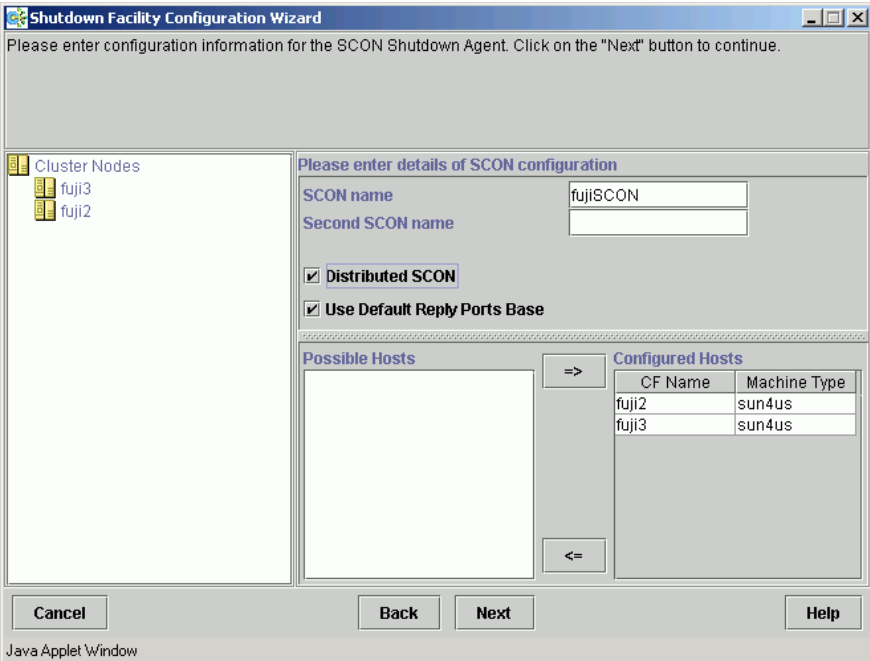 Shutdown Facility Configuration Wizard
Please enter configuration information for the SCON Shutdown Agent. Click on the "Next" button to continue.
Cluster Nodes
fuji3
fuji2
Please enter details of SCON configuration
SCON name
fujiSCON
Second SCON name
Distributed SCON
Use Default Reply Ports Base
Possible Hosts
=>
<=
Configured Hosts
CF Name Machine Type
fuji2 sun4us
fuji3 sun4us
Cancel
Back
Next
Help
Java Applet Window